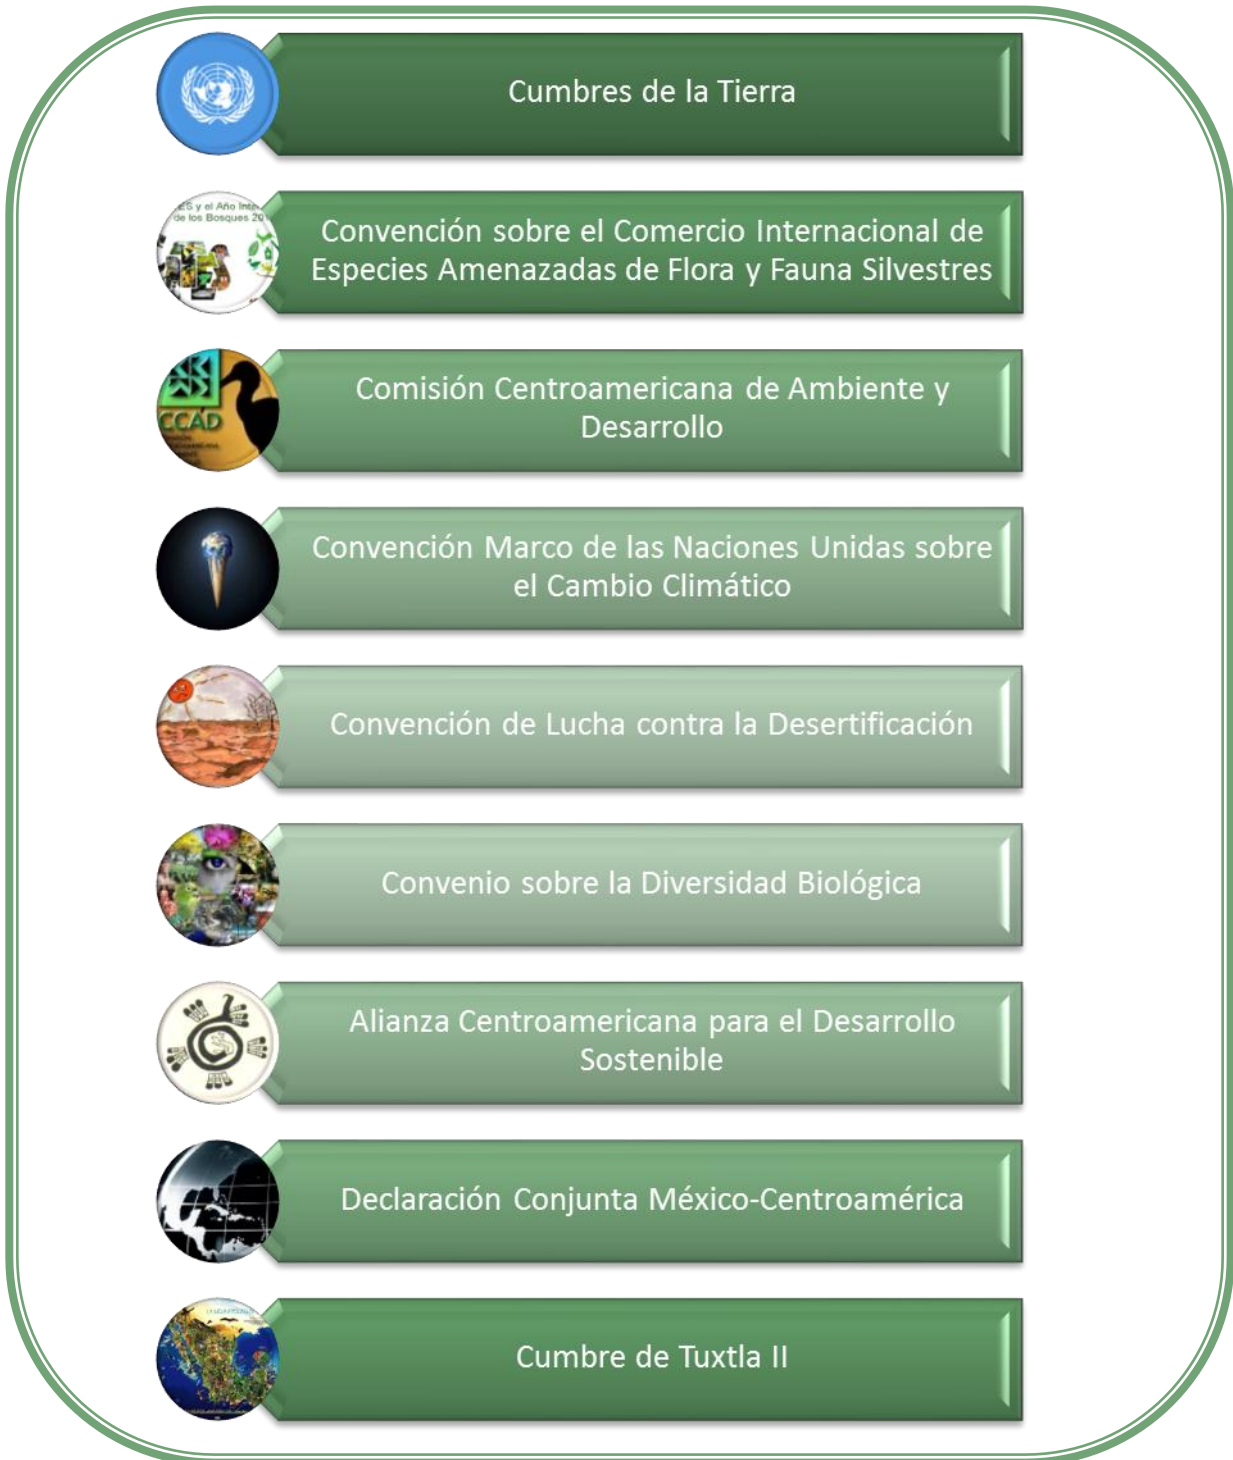 Cumbres de la Tierra
ES y el Año
de los Bosques
Convención sobre el Comercio Internacional de
Especies Amenazadas de Flora y Fauna Silvestres
CCAD
Comisión Centroamericana de Ambiente y
Desarrollo
Convención Marco de las Naciones Unidas sobre
el Cambio Climático
Convención de Lucha contra la Desertificación
Convenio sobre la Diversidad Biológica
Alianza Centroamericana para el Desarrollo
Sostenible
Declaración Conjunta México-Centroamérica
Cumbre de Tuxtla II